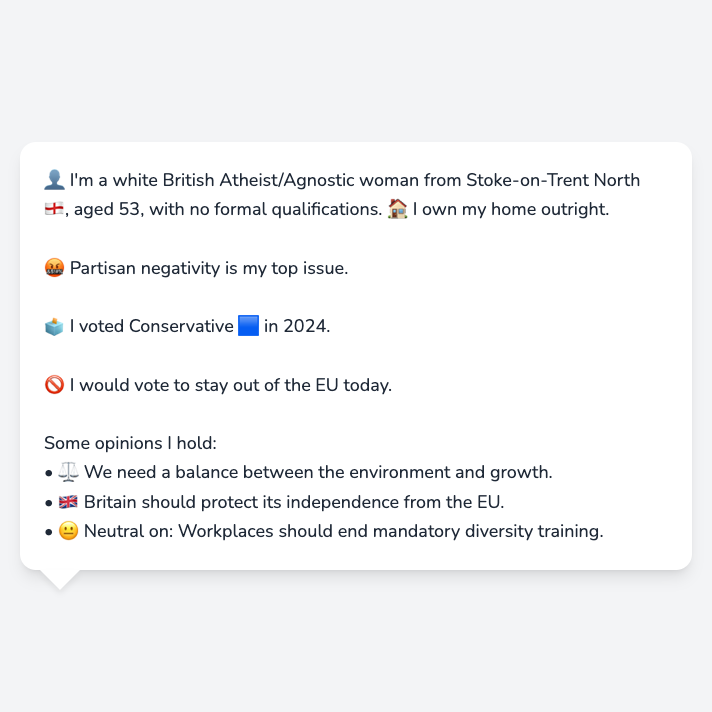 👤 I'm a white British Atheist/Agnostic woman from Stoke-on-Trent North
🏴󠁧󠁢󠁥󠁮󠁧󠁿, aged 53, with no formal qualifications. 🏠 I own my home outright.
🤬 Partisan negativity is my top issue.
🗳️ I voted Conservative 🟦 in 2024.
🚫 I would vote to stay out of the EU today.
Some opinions I hold:
• ⚖️ We need a balance between the environment and growth.
• 🇬🇧 Britain should protect its independence from the EU.
• 😐 Neutral on: Workplaces should end mandatory diversity training.